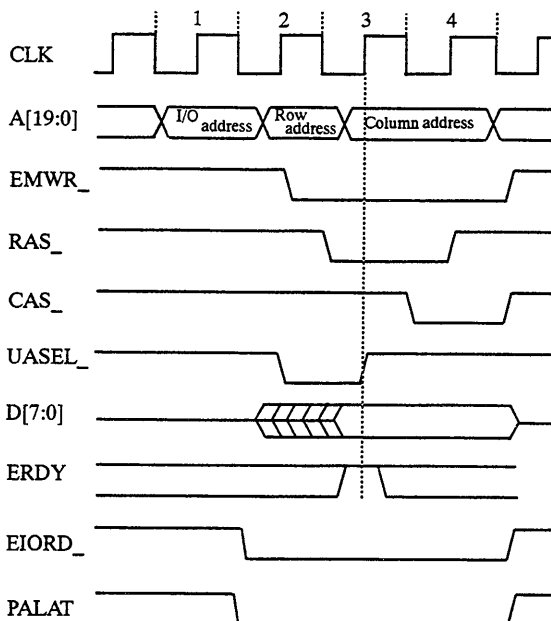 1 2 3 4
CLK
A[19:0] I/O address Row address Column address
EMWR_
RAS_
CAS_
UASEL_
D[7:0]
ERDY
EIORD_
PALAT